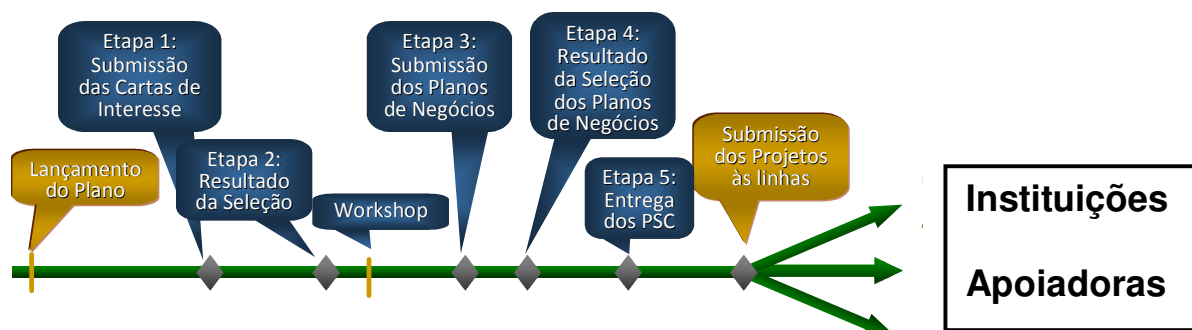 Lançamento
do Plano
Etapa 1:
Submissão
das Cartas de
Interesse
Etapa 2:
Resultado
da Seleção
Workshop
Etapa 3:
Submissão
dos Planos
de Negócios
Etapa 4:
Resultado
da Seleção
dos Planos
de Negócios
Etapa 5:
Entrega
dos PSC
Submissão
dos Projetos
às linhas
Instituições
Apoiadoras